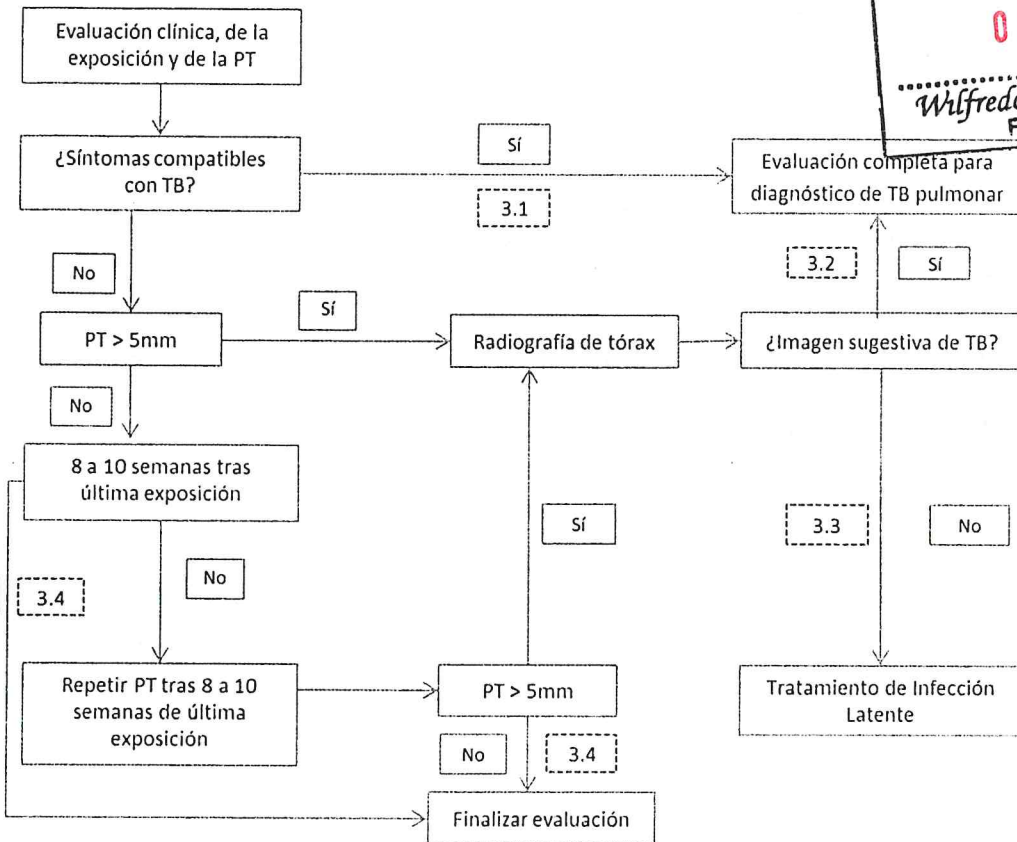 Evaluación clínica, de la
exposición y de la PT
0
Wilfredo
¿Síntomas compatibles
con TB?
Sí
3.1
Evaluación completa para
diagnóstico de TB pulmonar
No
3.2
Sí
PT > 5mm
Sí
Radiografía de tórax
¿Imagen sugestiva de TB?
No
8 a 10 semanas tras
última exposición
Sí
3.3
No
No
3.4
Repetir PT tras 8 a 10
semanas de última
exposición
PT > 5mm
Tratamiento de Infección
Latente
No
3.4
Finalizar evaluación